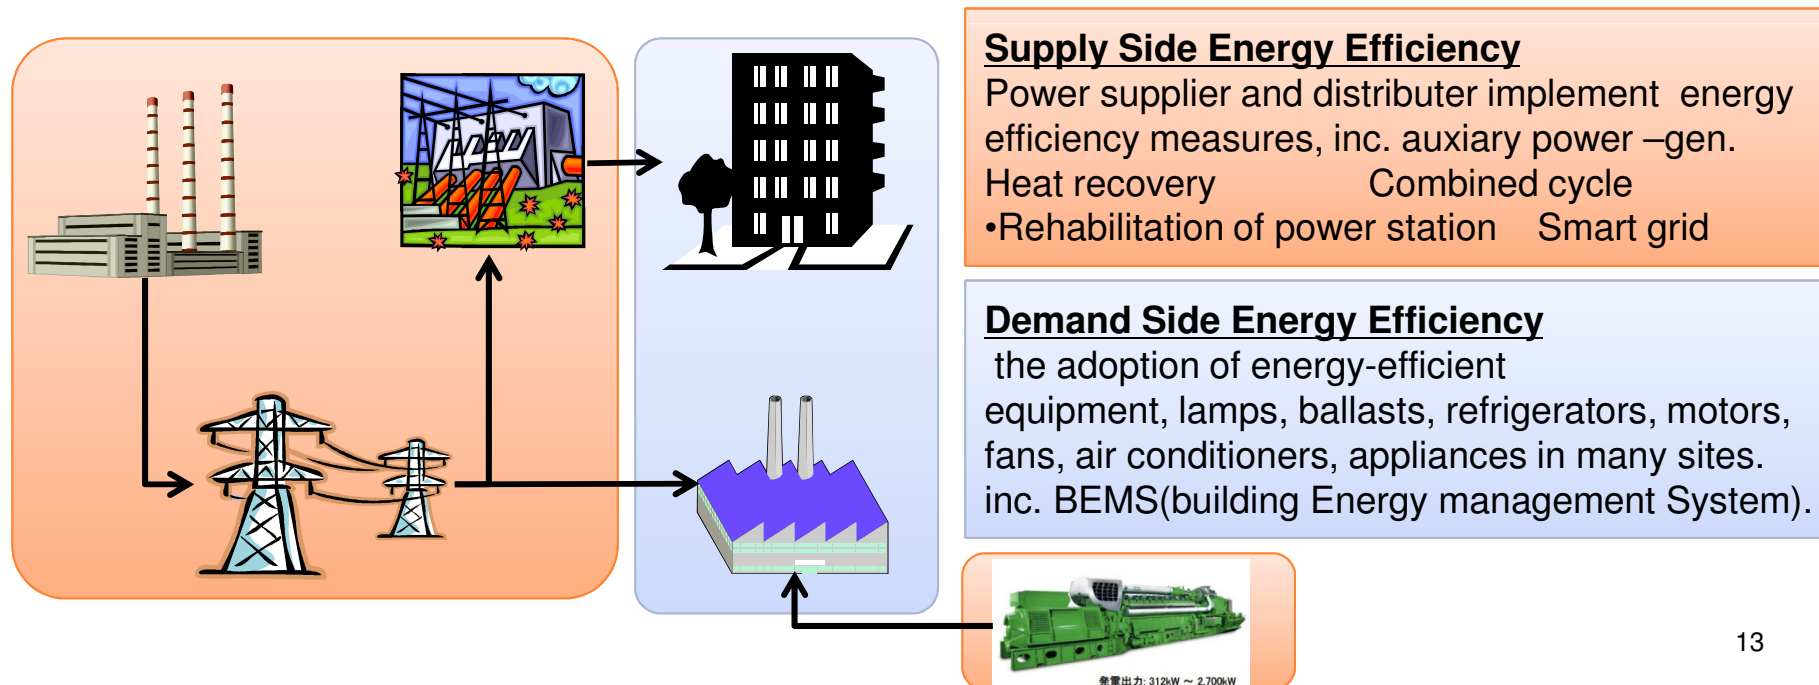 Supply Side Energy Efficiency
Power supplier and distributer implement energy
efficiency measures, inc. auxiary power –gen.
Heat recovery Combined cycle
•Rehabilitation of power station Smart grid
Demand Side Energy Efficiency
the adoption of energy-efficient
equipment, lamps, ballasts, refrigerators, motors,
fans, air conditioners, appliances in many sites.
inc. BEMS(building Energy management System).
発電出力: 312kW ～ 2,700kW
13